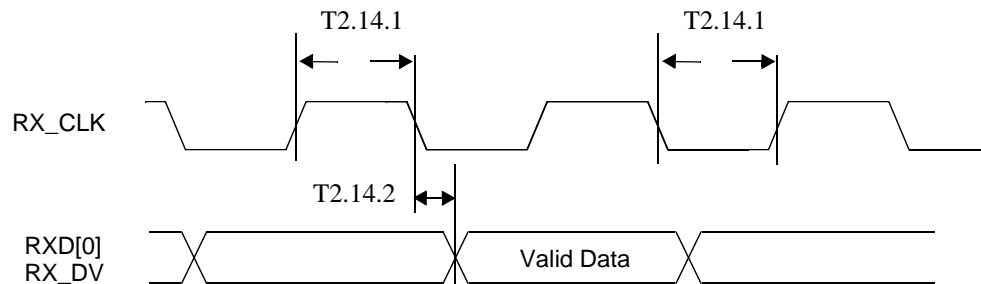 T2.14.1 T2.14.1
RX_CLK
T2.14.2
RXD[0]
RX_DV
Valid Data